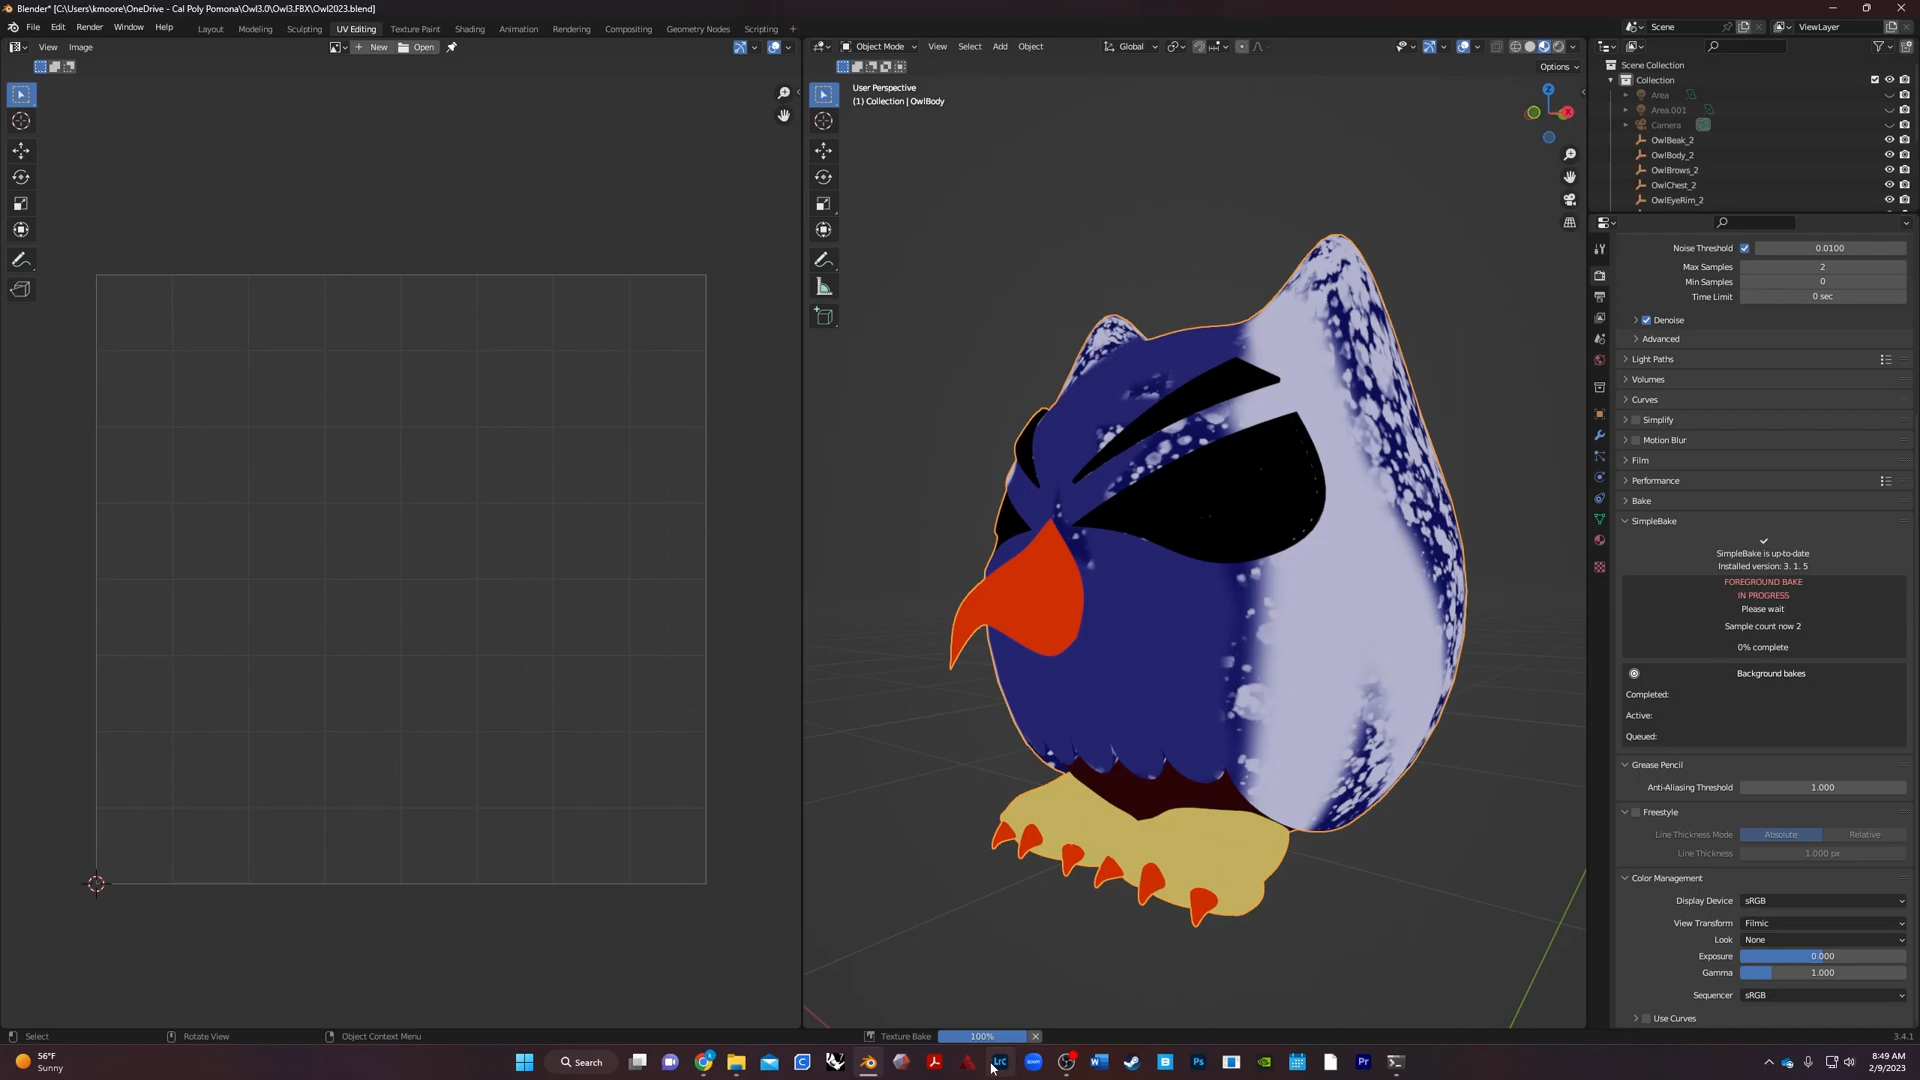 Blender* [C:\Users\kmoore\OneDrive - Cal Poly Pomona\Owl3.0\Owl3.FBX\Owl2023.blend]
File Edit Render Window Help Layout Modeling Sculpting UV Editing Texture Paint Shading Animation Rendering Compositing Geometry Nodes Scripting Scene ViewLayer
View Image New Open Object Mode View Select Add Object Global
Options
User Perspective
(1) Collection | OwlBody
Z
X
Scene Collection
Collection
Area
Area.001
Camera
OwlBeak_2
OwlBody_2
OwlBrows_2
OwlChest_2
OwlEyeRim_2
Noise Threshold 0.0100
Max Samples 2
Min Samples 0
Time Limit 0 sec
Denoise
Advanced
Light Paths
Volumes
Curves
Simplify
Motion Blur
Film
Performance
Bake
SimpleBake
SimpleBake is up-to-date
Installed version: 3. 1. 5
FOREGROUND BAKE
IN PROGRESS
Please wait
Sample count now 2
0% complete
Background bakes
Completed:
Active:
Queued:
Grease Pencil
Anti-Aliasing Threshold 1.000
Freestyle
Line Thickness Mode Absolute Relative
Line Thickness 1.000 px
Color Management
Display Device sRGB
View Transform Filmic
Look None
Exposure 0.000
Gamma 1.000
Sequencer sRGB
Use Curves
Select Rotate View Object Context Menu Texture Bake 100% 3.4.1
56°F
Sunny
Search
LrC
zoom
W
B
Ps
Pr
8:49 AM
2/9/2023